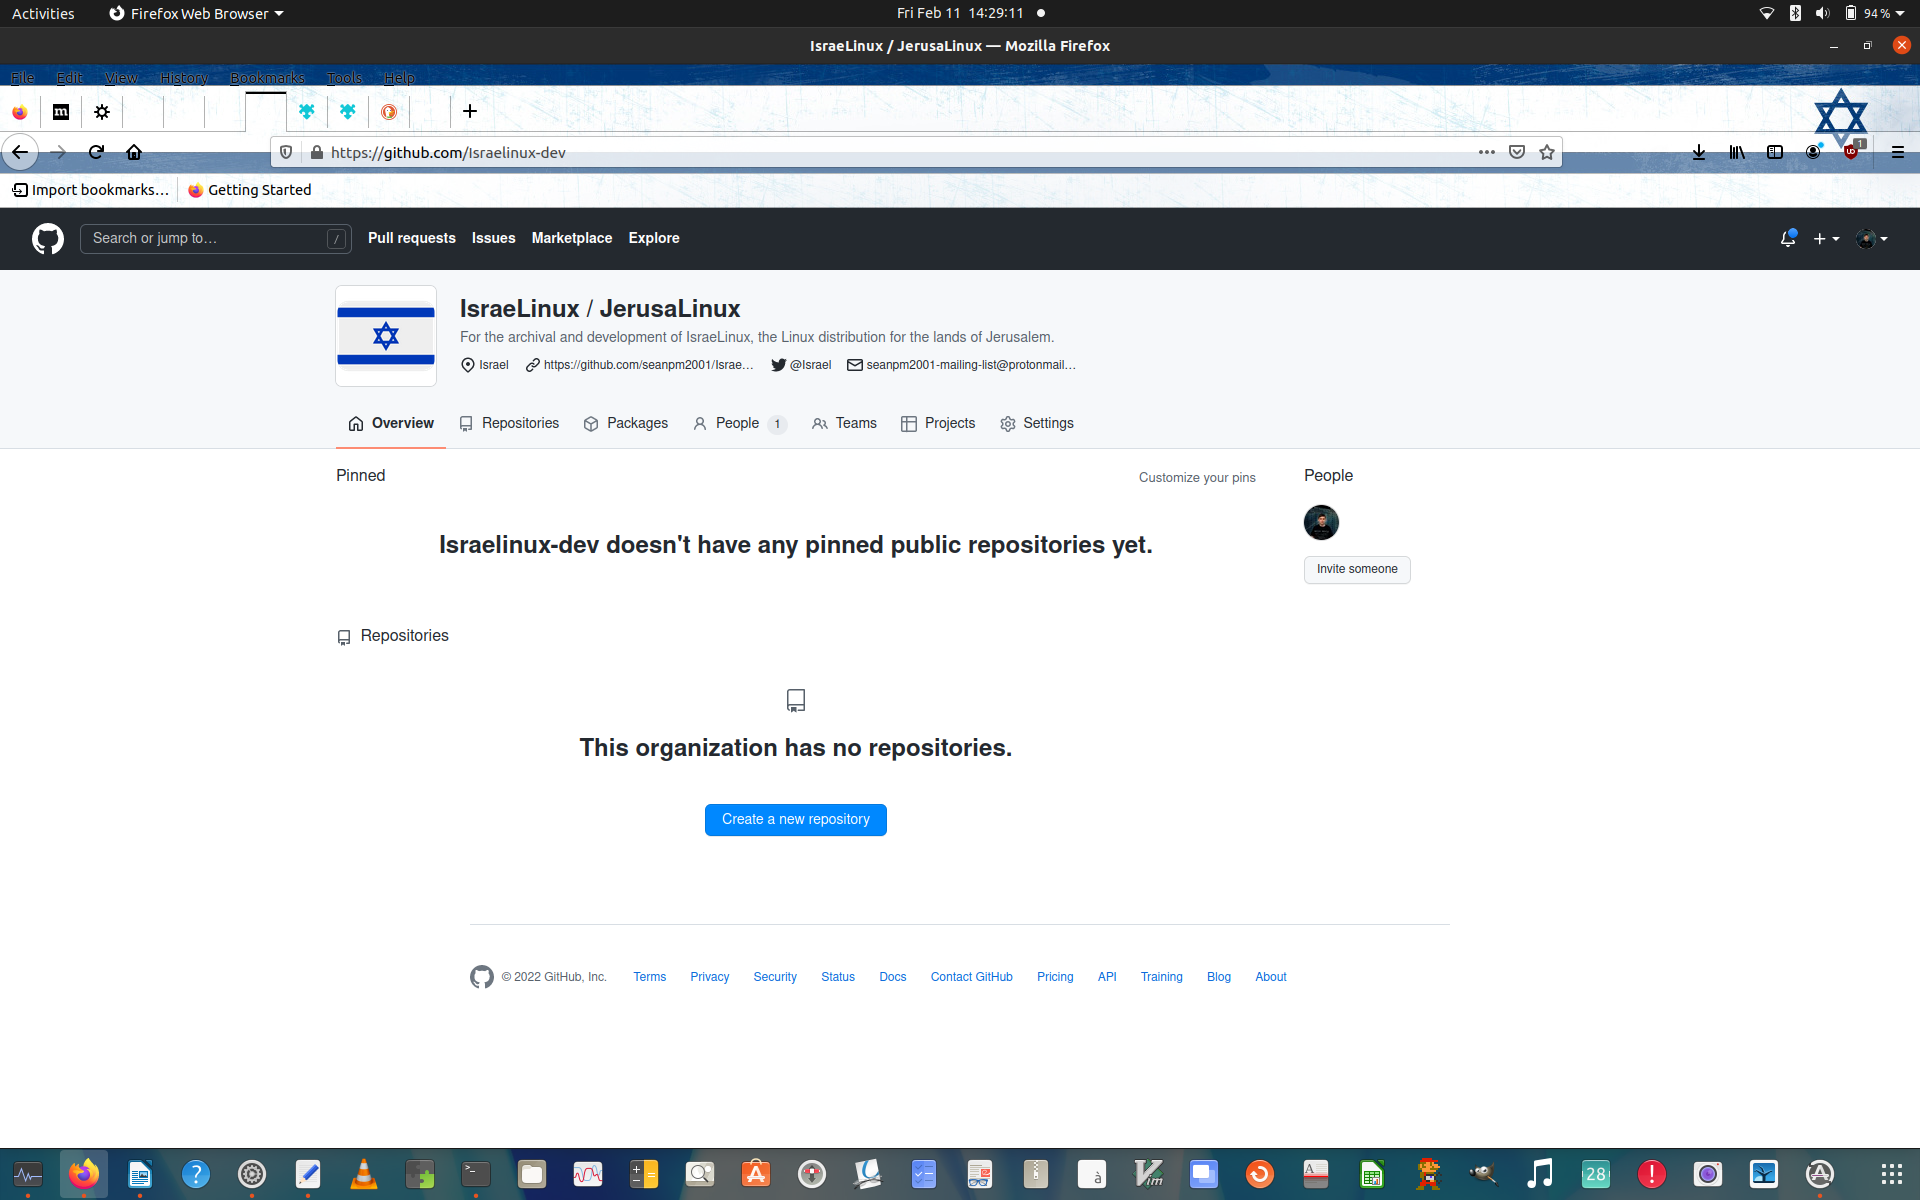 Activities Firefox Web Browser Fri Feb 11 14:29:11 94 %
IsraeLinux / JerusaLinux — Mozilla Firefox
File Edit View History Bookmarks Tools Help
m
https://github.com/Israelinux-dev 1
Import bookmarks… Getting Started
Search or jump to… / Pull requests Issues Marketplace Explore
IsraeLinux / JerusaLinux
For the archival and development of IsraeLinux, the Linux distribution for the lands of Jerusalem.
Israel https://github.com/seanpm2001/Israe… @Israel seanpm2001-mailing-list@protonmail…
Overview Repositories Packages People 1 Teams Projects Settings
Pinned Customize your pins People
Israelinux-dev doesn't have any pinned public repositories yet.
Invite someone
Repositories
This organization has no repositories.
Create a new repository
© 2022 GitHub, Inc. Terms Privacy Security Status Docs Contact GitHub Pricing API Training Blog About
? >_ à Vim A 28 !